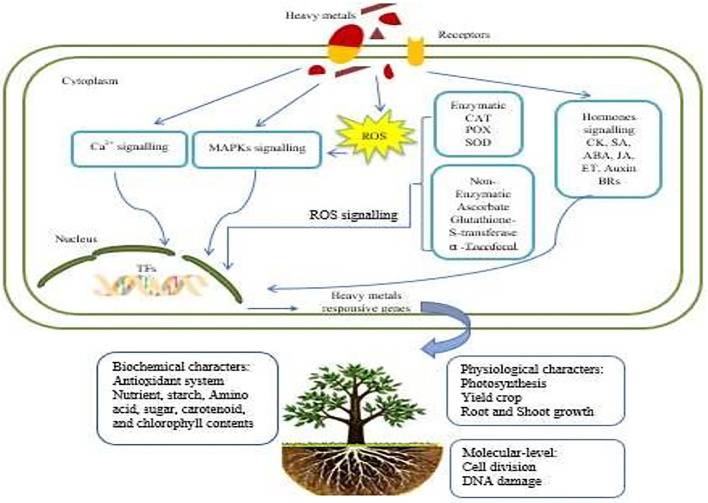 Heavy metals
Receptors
Cytoplasm
Ca²⁺ signalling
MAPKs signalling
ROS
Enzymatic
CAT
POX
SOD
Hormones
signalling
CK, SA,
ABA, JA,
ET, Auxin
BRs
Non-
Enzymatic
Ascorbate
Glutathione-
S-transferase
α -Tocoferol
ROS signalling
Nucleus
TFs
Heavy metals
responsive genes
Biochemical characters:
Antioxidant system
Nutrient, starch, Amino
acid, sugar, carotenoid,
and chlorophyll contents
Physiological characters:
Photosynthesis
Yield crop
Root and Shoot growth
Molecular-level:
Cell division
DNA damage